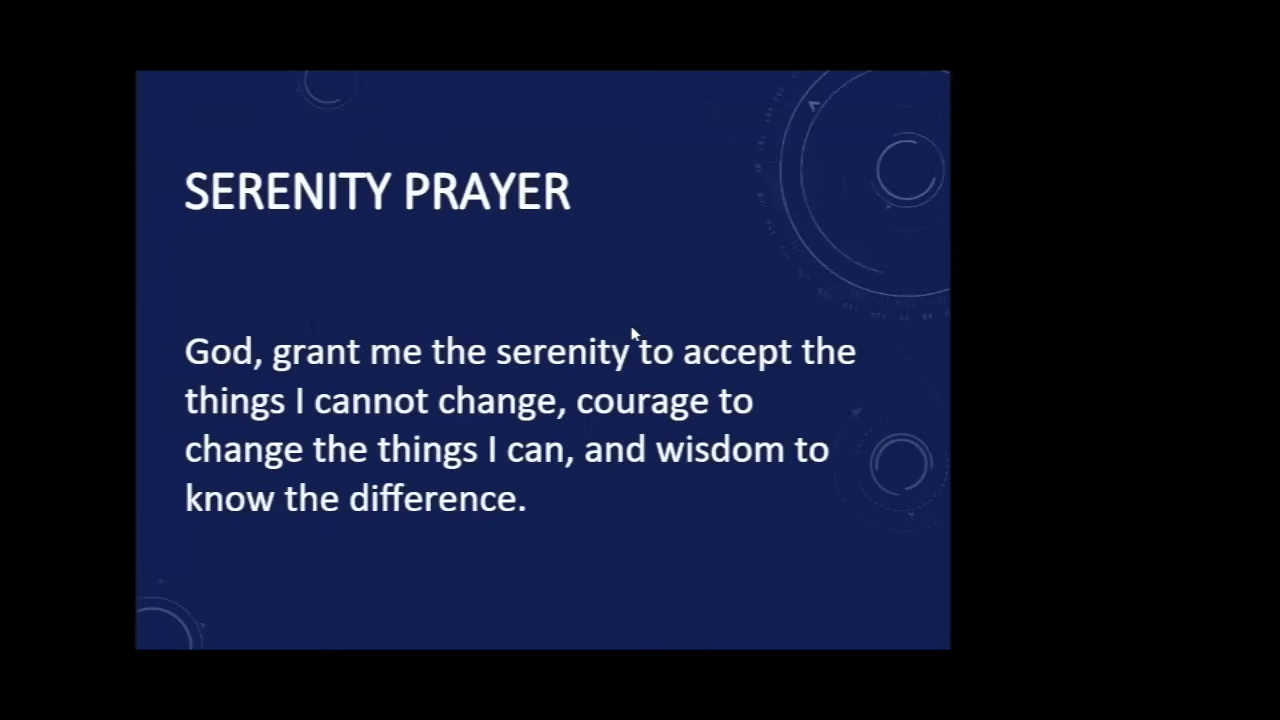 SERENITY PRAYER
God, grant me the serenity to accept the
things I cannot change, courage to
change the things I can, and wisdom to
know the difference.